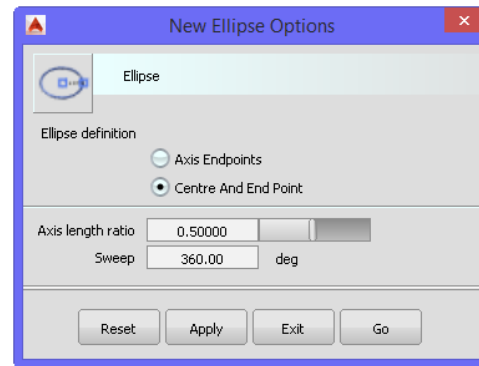 New Ellipse Options
Ellipse
Ellipse definition
Axis Endpoints
Centre And End Point
Axis length ratio 0.50000
Sweep 360.00 deg
Reset Apply Exit Go